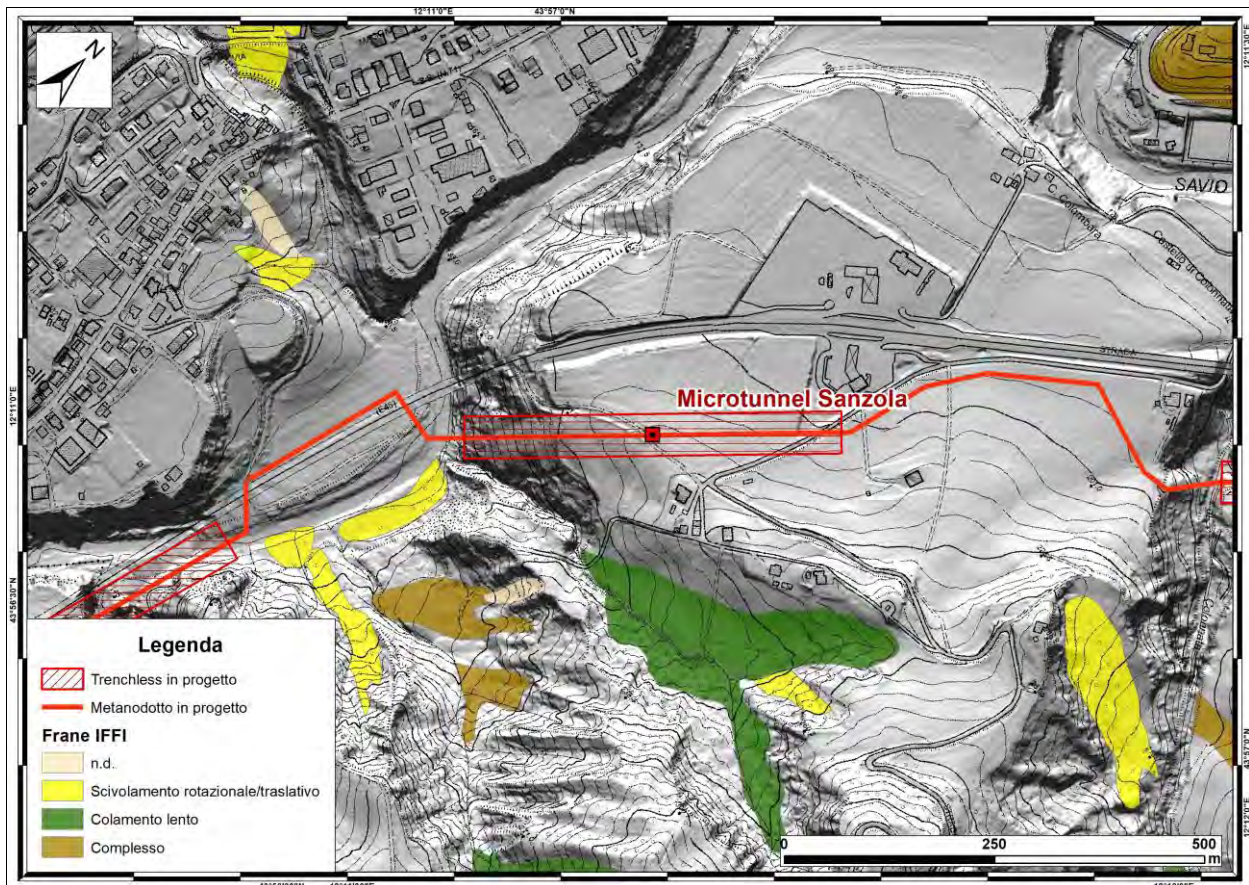 12°11'0"E
43°57'0"N
12°11'30"E
N
SAVIO
C. Colombara
STRADA
Microtunnel Sanzola
(E45)
12°11'0"E
43°56'30"N
43°57'0"N
12°12'0"E
Legenda
Trenchless in progetto
Metanodotto in progetto
Frane IFFI
n.d.
Scivolamento rotazionale/traslativo
Colamento lento
Complesso
0 250 500
m